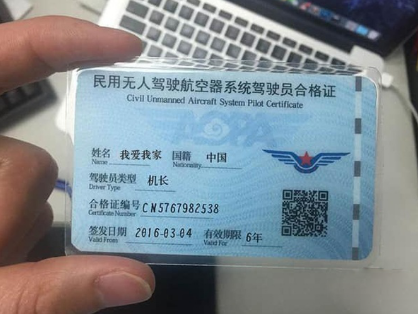 民用无人驾驶航空器系统驾驶员合格证
Civil Unmanned Aircraft System Pilot Certificate
姓名 我爱我家 国籍 中国
Name Nationality
驾驶员类型 机长
Driver Type
合格证编号 CN5767982538
Certificate Number
签发日期 2016-03-04 有效期限 6年
Valid From Valid For